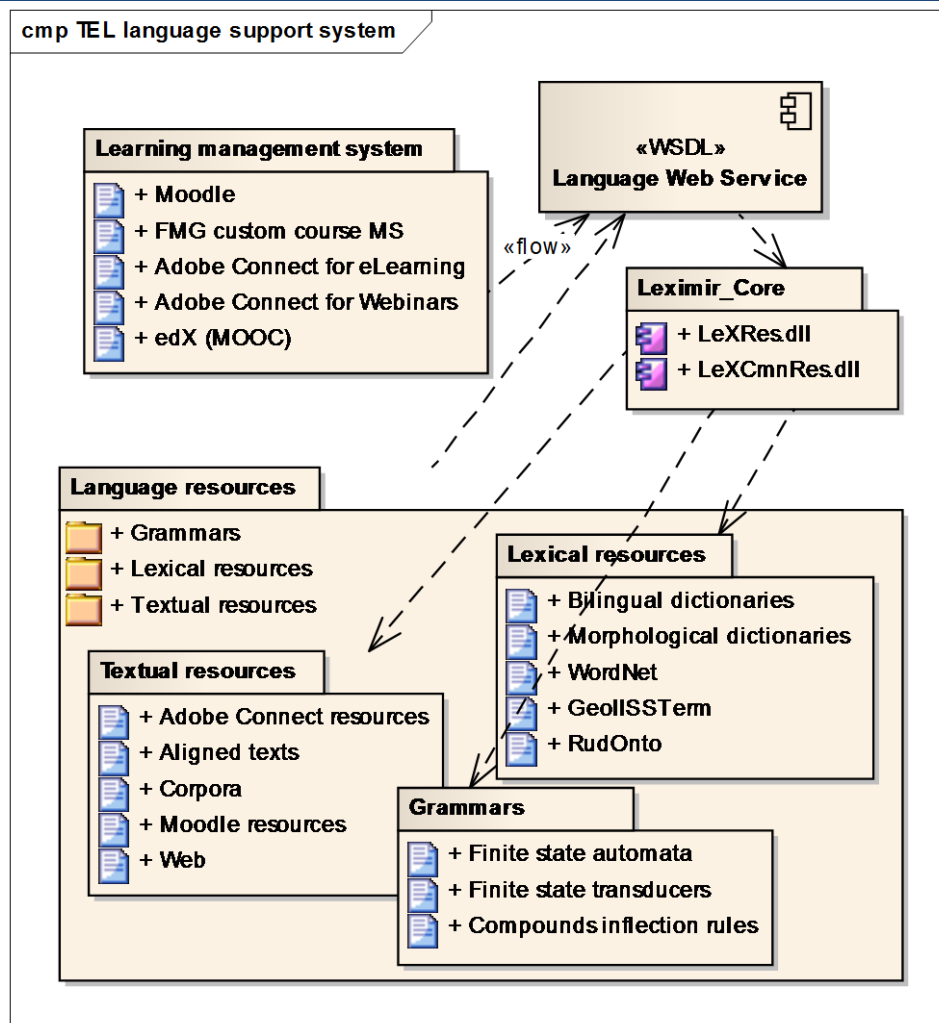 cmp TEL language support system
«WSDL»
Language Web Service
Learning management system
+ Moodle
+ FMG custom course MS
+ Adobe Connect for eLearning
+ Adobe Connect for Webinars
+ edX (MOOC)
«flow»
Leximir_Core
+ LeXRes.dll
+ LeXCmnRes.dll
Language resources
+ Grammars
+ Lexical resources
+ Textual resources
Lexical resources
+ Bilingual dictionaries
+ Morphological dictionaries
+ WordNet
+ GeolISSTerm
+ RudOnto
Textual resources
+ Adobe Connect resources
+ Aligned texts
+ Corpora
+ Moodle resources
+ Web
Grammars
+ Finite state automata
+ Finite state transducers
+ Compounds inflection rules